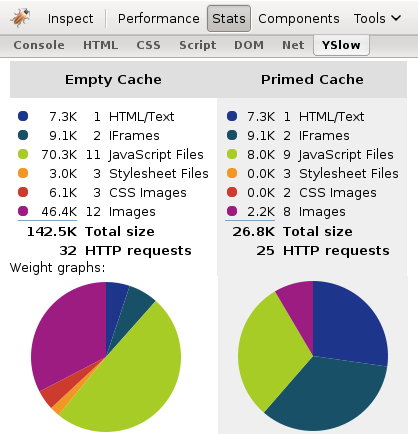 Inspect Performance Stats Components Tools
Console HTML CSS Script DOM Net YSlow
Empty Cache
7.3K 1 HTML/Text
9.1K 2 IFrames
70.3K 11 JavaScript Files
3.0K 3 Stylesheet Files
6.1K 3 CSS Images
46.4K 12 Images
142.5K Total size
32 HTTP requests
Weight graphs:
Primed Cache
7.3K 1 HTML/Text
9.1K 2 IFrames
8.0K 9 JavaScript Files
0.0K 3 Stylesheet Files
0.0K 2 CSS Images
2.2K 8 Images
26.8K Total size
25 HTTP requests